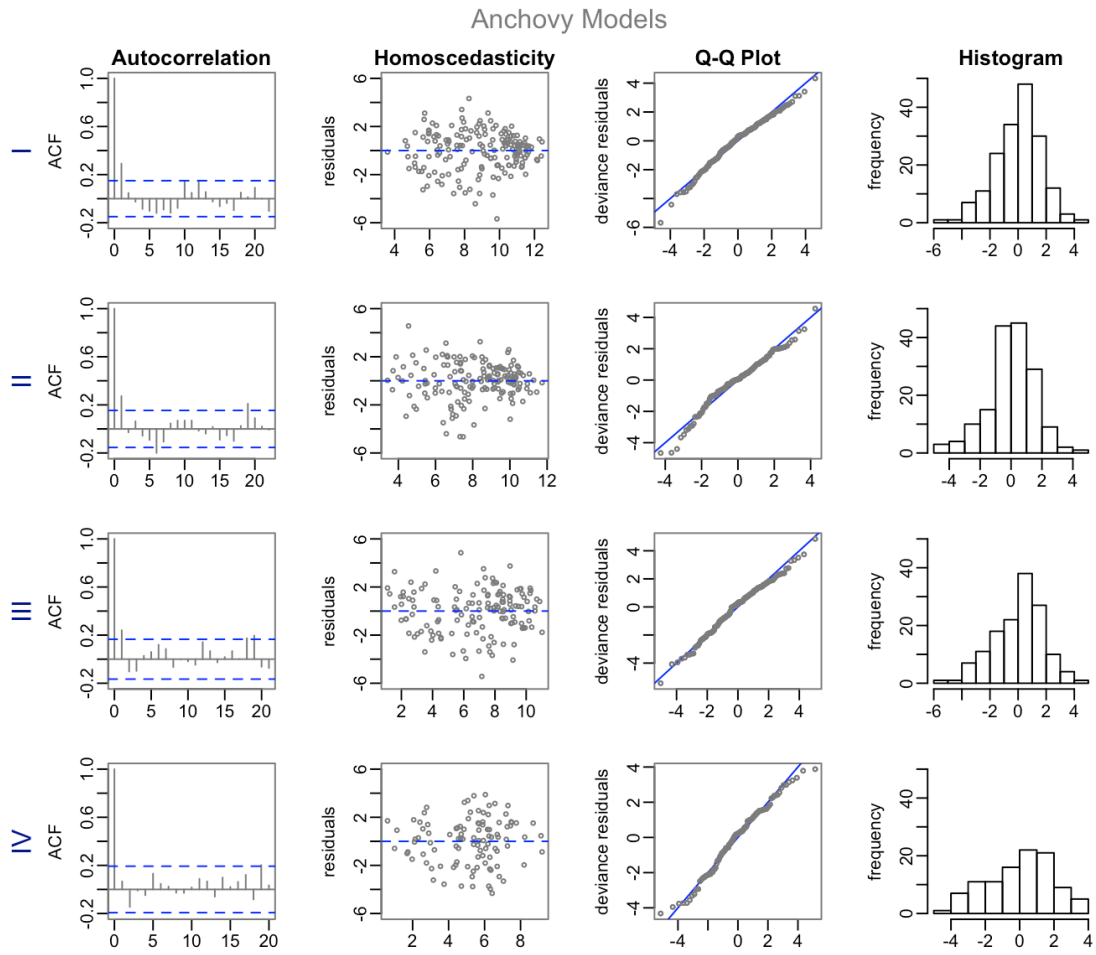 Anchovy Models
Autocorrelation Homoscedasticity Q-Q Plot Histogram
I
ACF
-0.2 0.2 0.6 1.0
0 5 10 15 20
residuals
-6 -2 2 6
4 6 8 10 12
deviance residuals
-6 -4 -2 0 2 4
-4 -2 0 2 4
frequency
0 20 40
-6 -2 0 2 4
II
ACF
-0.2 0.2 0.6 1.0
0 5 10 15 20
residuals
-6 -2 2 6
4 6 8 10 12
deviance residuals
-4 -2 0 2 4
-4 -2 0 2 4
frequency
0 20 40
-4 -2 0 2 4
III
ACF
-0.2 0.2 0.6 1.0
0 5 10 15 20
residuals
-6 -2 2 6
2 4 6 8 10
deviance residuals
-4 0 2 4
-4 -2 0 2 4
frequency
0 20 40
-6 -2 0 2 4
IV
ACF
-0.2 0.2 0.6 1.0
0 5 10 15 20
residuals
-6 -2 2 6
2 4 6 8
deviance residuals
-4 -2 0 2 4
-4 0 2 4
frequency
0 20 40
-4 -2 0 2 4